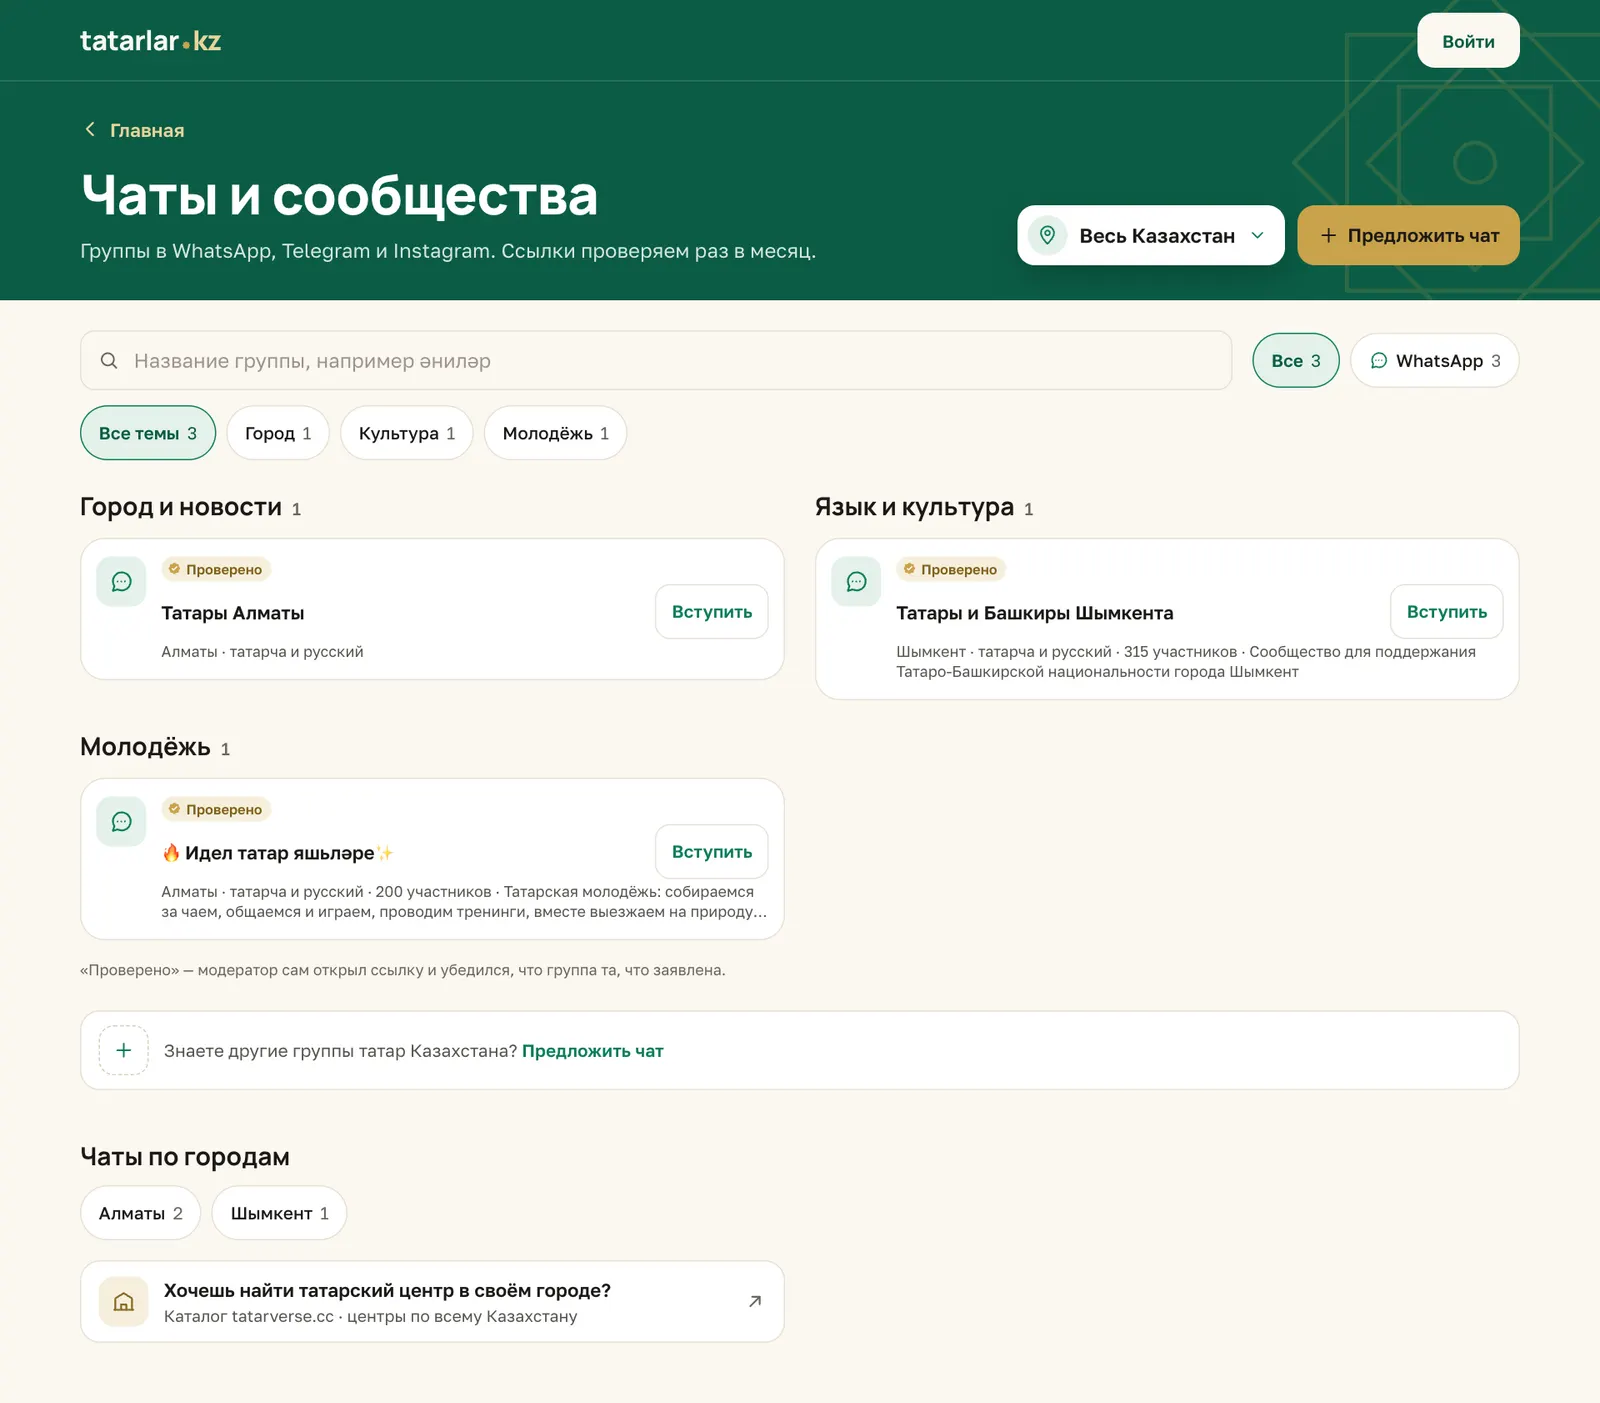 tatarlar.kz
Войти
Главная
Чаты и сообщества
Группы в WhatsApp, Telegram и Instagram. Ссылки проверяем раз в месяц.
Весь Казахстан
+ Предложить чат
Название группы, например әниләр
Все 3
WhatsApp 3
Все темы 3
Город 1
Культура 1
Молодёжь 1
Город и новости 1
Проверено
Татары Алматы
Алматы · татарча и русский
Вступить
Язык и культура 1
Проверено
Татары и Башкиры Шымкента
Шымкент · татарча и русский · 315 участников · Сообщество для поддержания
Татаро-Башкирской национальности города Шымкент
Вступить
Молодёжь 1
Проверено
🔥 Идел татар яшьләре✨
Алматы · татарча и русский · 200 участников · Татарская молодёжь: собираемся
за чаем, общаемся и играем, проводим тренинги, вместе выезжаем на природу...
Вступить
«Проверено» — модератор сам открыл ссылку и убедился, что группа та, что заявлена.
+ Знаете другие группы татар Казахстана? Предложить чат
Чаты по городам
Алматы 2
Шымкент 1
Хочешь найти татарский центр в своём городе?
Каталог tatarverse.cc · центры по всему Казахстану